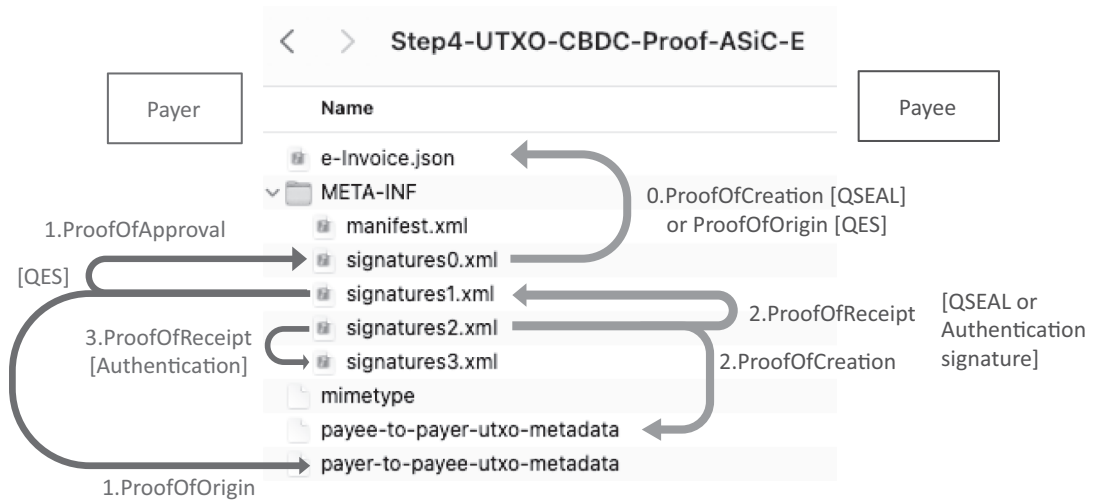 < > Step4-UTXO-CBDC-Proof-ASiC-E
Payer
Name
Payee
e-Invoice.json
META-INF
0.ProofOfCreation [QSEAL]
or ProofOfOrigin [QES]
manifest.xml
1.ProofOfApproval
signatures0.xml
[QES]
signatures1.xml
2.ProofOfReceipt
[QSEAL or
Authentication
signature]
signatures2.xml
3.ProofOfReceipt
[Authentication]
signatures3.xml
2.ProofOfCreation
mimetype
payee-to-payer-utxo-metadata
payer-to-payee-utxo-metadata
1.ProofOfOrigin